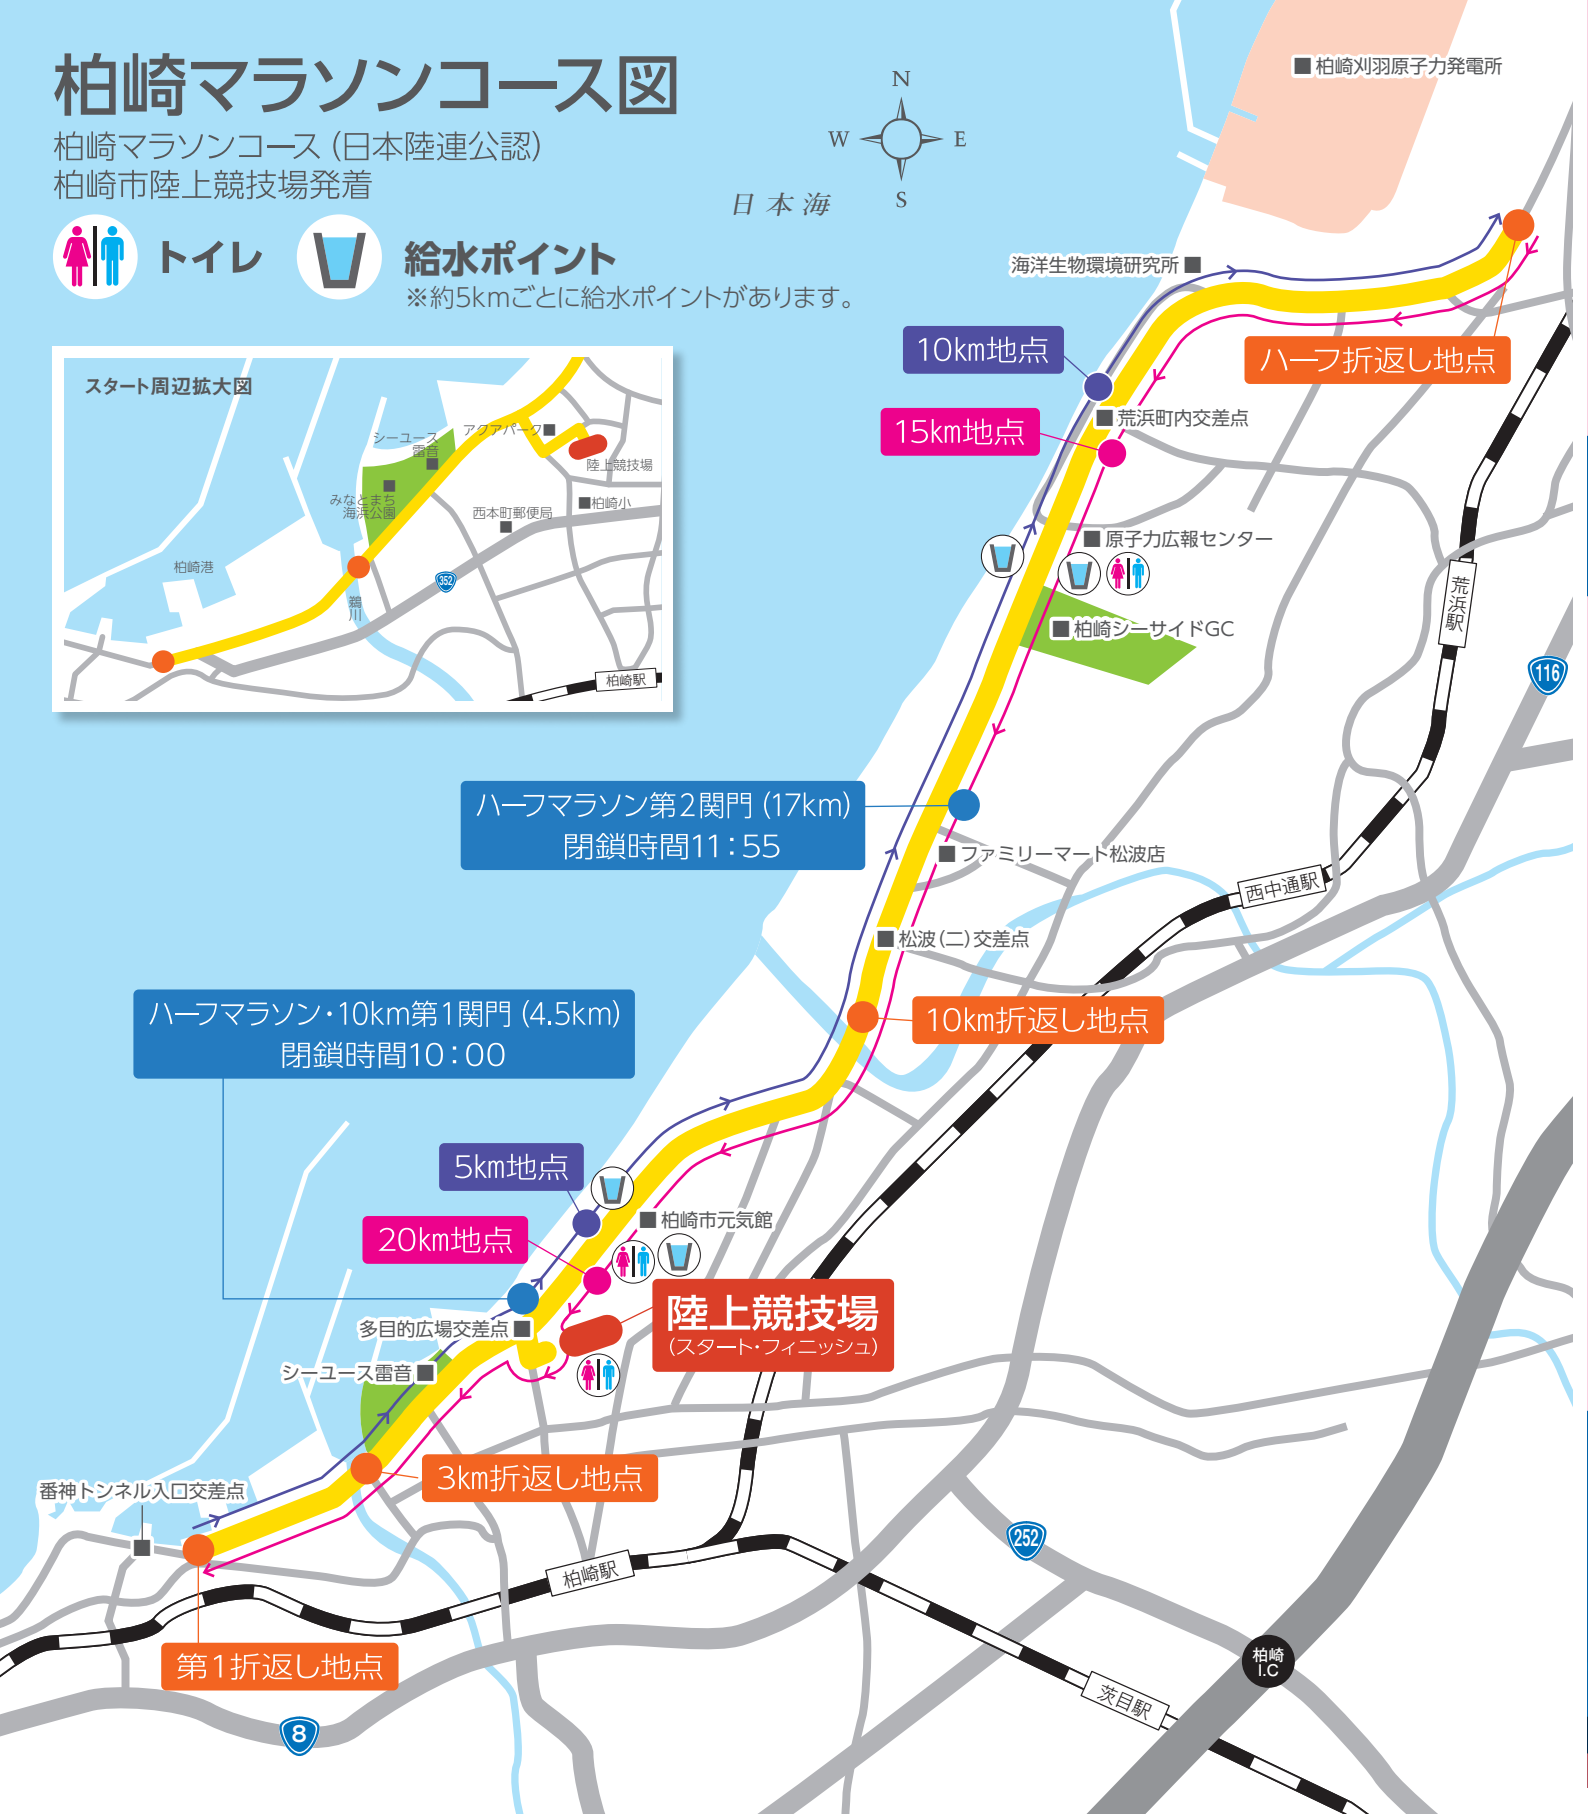 柏崎マラソンコース図
柏崎マラソンコース（日本陸連公認）
柏崎市陸上競技場発着
トイレ
給水ポイント
※約5kmごとに給水ポイントがあります。
N
W
E
S
日本海
柏崎刈羽原子力発電所
海洋生物環境研究所
10km地点
ハーフ折返し地点
15km地点
荒浜町内交差点
スタート周辺拡大図
アクアパーク
シーユース
雷音
陸上競技場
みなとまち
海浜公園
西本町郵便局
柏崎小
柏崎港
352
鵜川
柏崎駅
原子力広報センター
荒浜駅
柏崎シーサイドGC
116
ハーフマラソン第2関門（17km）
閉鎖時間11：55
ファミリーマート松波店
西中通駅
松波（二）交差点
ハーフマラソン・10km第1関門（4.5km）
閉鎖時間10：00
10km折返し地点
5km地点
柏崎市元気館
20km地点
陸上競技場
（スタート・フィニッシュ）
多目的広場交差点
シーユース雷音
3km折返し地点
番神トンネル入口交差点
252
柏崎駅
第1折返し地点
柏崎
I.C
茨目駅
8